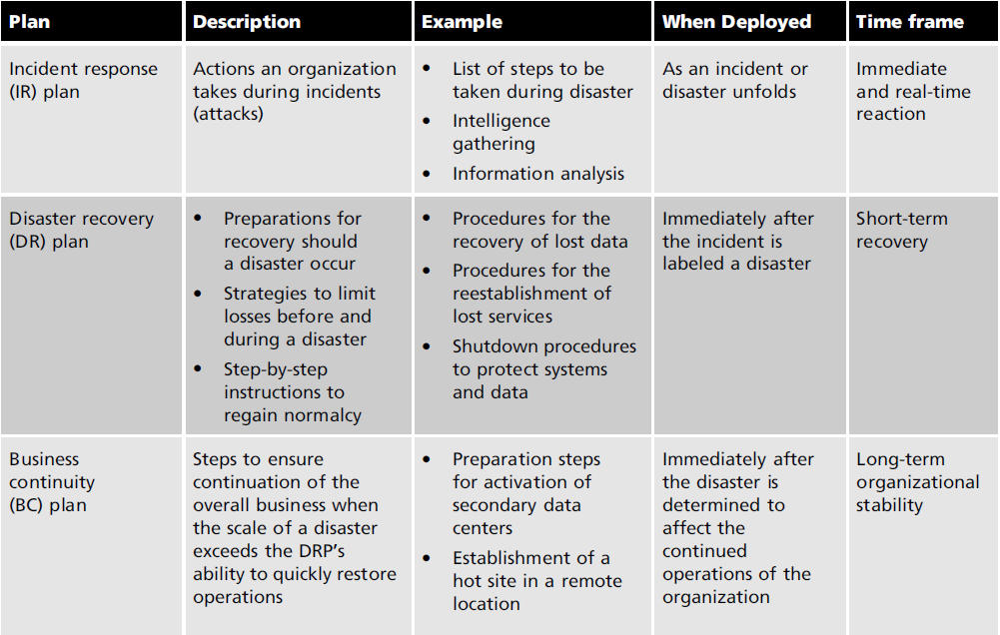 Plan
Description
Example
When Deployed
Time frame
Incident response
(IR) plan
Actions an organization
takes during incidents
(attacks)
• List of steps to be
taken during disaster
• Intelligence
gathering
• Information analysis
As an incident or
disaster unfolds
Immediate
and real-time
reaction
Disaster recovery
(DR) plan
• Preparations for
recovery should
a disaster occur
• Strategies to limit
losses before and
during a disaster
• Step-by-step
instructions to
regain normalcy
• Procedures for the
recovery of lost data
• Procedures for the
reestablishment of
lost services
• Shutdown procedures
to protect systems
and data
Immediately after
the incident is
labeled a disaster
Short-term
recovery
Business
continuity
(BC) plan
Steps to ensure
continuation of the
overall business when
the scale of a disaster
exceeds the DRP’s
ability to quickly restore
operations
• Preparation steps
for activation of
secondary data
centers
• Establishment of a
hot site in a remote
location
Immediately after
the disaster is
determined to
affect the
continued
operations of the
organization
Long-term
organizational
stability